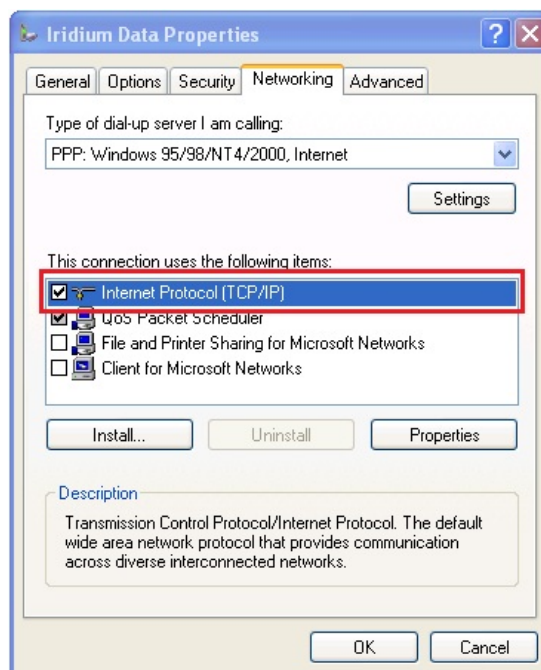 Iridium Data Properties
General Options Security Networking Advanced
Type of dial-up server I am calling:
PPP: Windows 95/98/NT4/2000, Internet
Settings
This connection uses the following items:
Internet Protocol (TCP/IP)
QoS Packet Scheduler
File and Printer Sharing for Microsoft Networks
Client for Microsoft Networks
Install... Uninstall Properties
Description
Transmission Control Protocol/Internet Protocol. The default
wide area network protocol that provides communication
across diverse interconnected networks.
OK Cancel